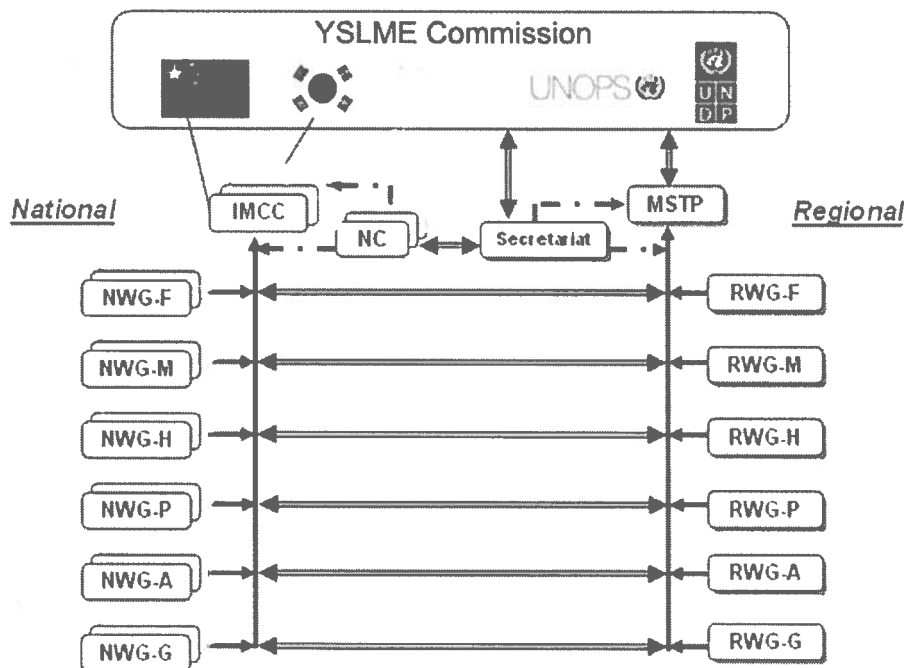 YSLME Commission
UNOPS
U N
D P
National
IMCC
MSTP
Regional
NC
Secretariat
NWG-F
RWG-F
NWG-M
RWG-M
NWG-H
RWG-H
NWG-P
RWG-P
NWG-A
RWG-A
NWG-G
RWG-G